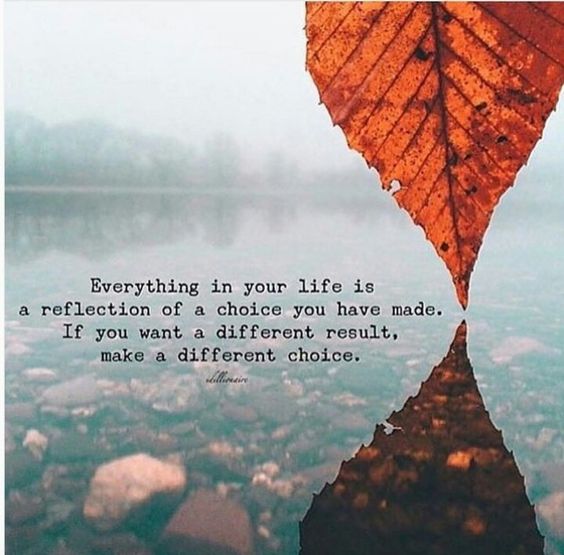 Everything in your life is
a reflection of a choice you have made.
If you want a different result,
make a different choice.
idillionaire